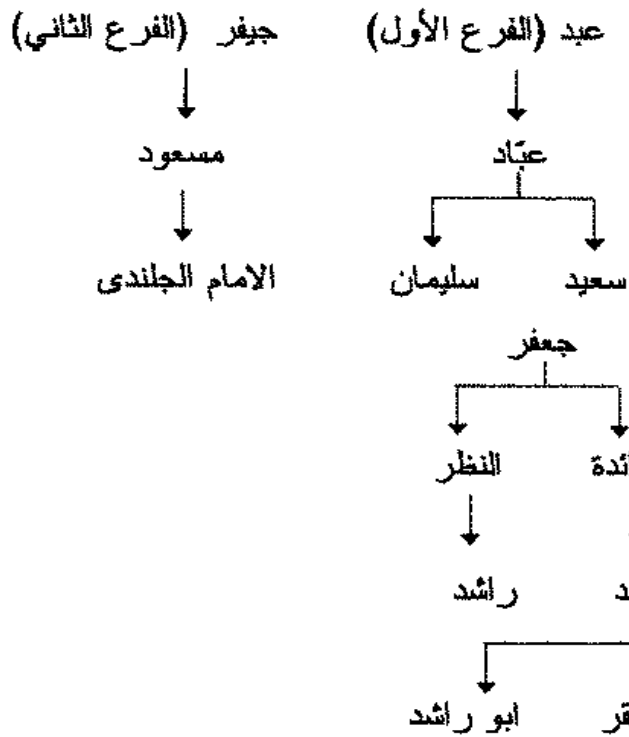 عبد (الفرع الأول) جيفر (الفرع الثاني)
عبّاد مسعود
سعيد سليمان الامام الجلندى
جعفر
النظر
راشد
ابو راشد